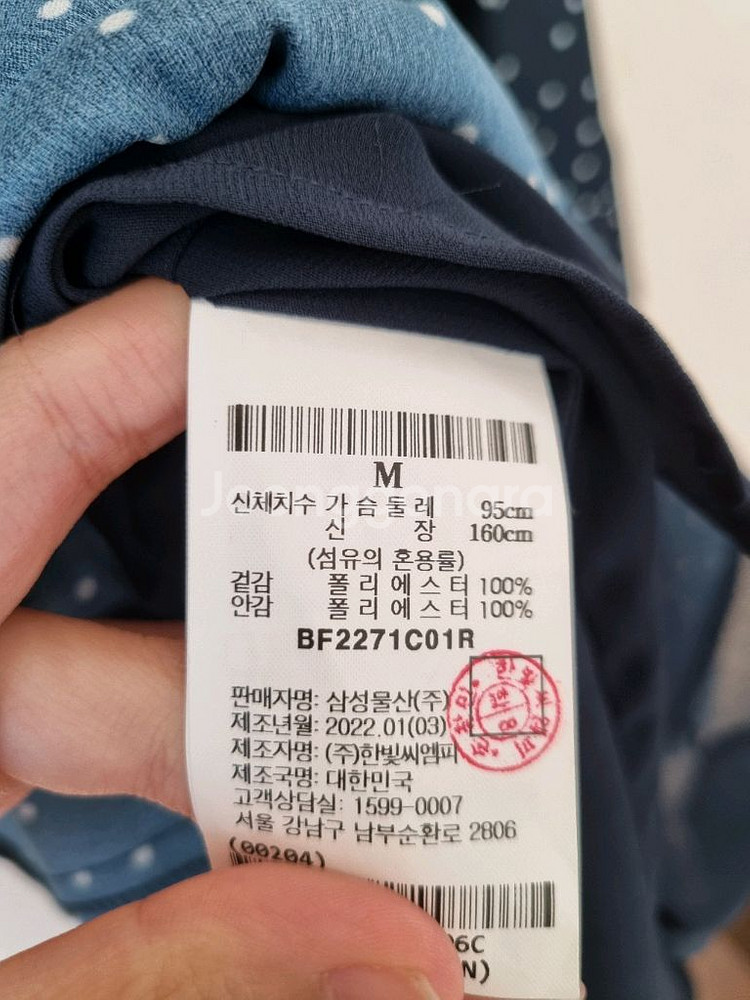 M
신체치수 가 슴 둘 레 95cm
신 장 160cm
(섬유의 혼용률)
겉감 폴 리 에 스 터 100%
안감 폴 리 에 스 터 100%
BF2271C01R
판매자명: 삼성물산(주)
제조년월: 2022.01(03)
제조자명: (주)한빛씨엠피
제조국명: 대한민국
고객상담실: 1599-0007
서울 강남구 남부순환로 2806
(00204)
06C
N)
Joonggonara